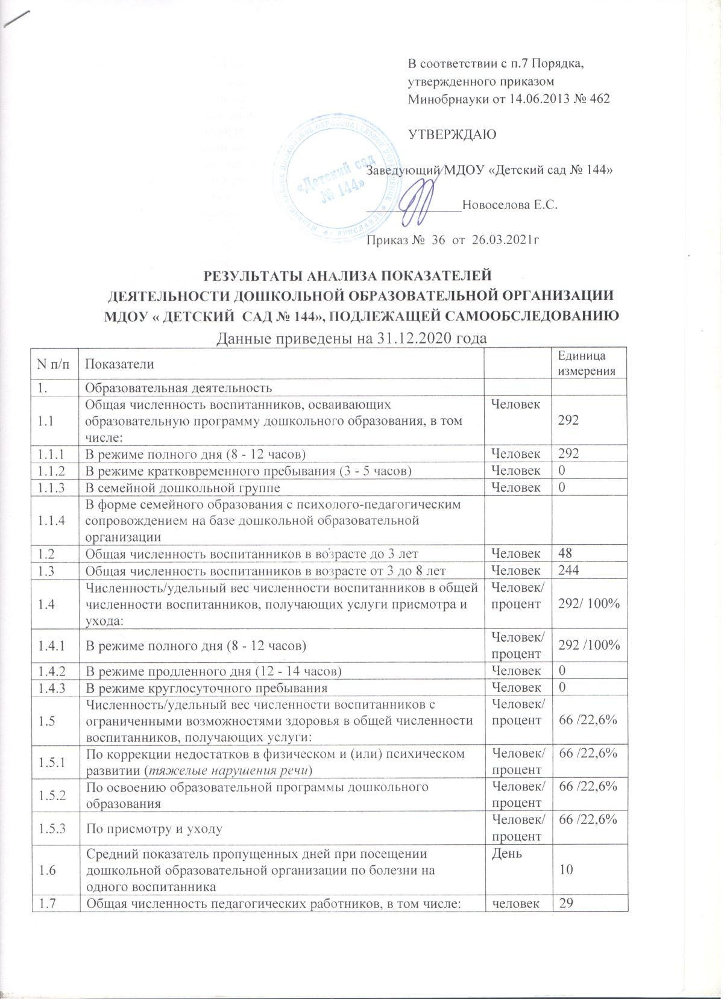 В соответствии с п.7 Порядка,
утвержденного приказом
Минобрнауки от 14.06.2013 № 462
УТВЕРЖДАЮ
Заведующий МДОУ «Детский сад № 144»
Новоселова Е.С.
Приказ № 36 от 26.03.2021г
МУНИЦИПАЛЬНОЕ ДОШКОЛЬНОЕ ОБРАЗОВАТЕЛЬНОЕ УЧРЕЖДЕНИЕ * г ЯРОСЛАВЛЬ *
«Детский сад
№ 144»
РЕЗУЛЬТАТЫ АНАЛИЗА ПОКАЗАТЕЛЕЙ
ДЕЯТЕЛЬНОСТИ ДОШКОЛЬНОЙ ОБРАЗОВАТЕЛЬНОЙ ОРГАНИЗАЦИИ
МДОУ « ДЕТСКИЙ САД № 144», ПОДЛЕЖАЩЕЙ САМООБСЛЕДОВАНИЮ
Данные приведены на 31.12.2020 года
N п/п Показатели Единица
измерения
1. Образовательная деятельность
Общая численность воспитанников, осваивающих Человек
1.1 образовательную программу дошкольного образования, в том 292
числе:
1.1.1 В режиме полного дня (8 - 12 часов) Человек 292
1.1.2 В режиме кратковременного пребывания (3 - 5 часов) Человек 0
1.1.3 В семейной дошкольной группе Человек 0
В форме семейного образования с психолого-педагогическим
1.1.4 сопровождением на базе дошкольной образовательной
организации
1.2 Общая численность воспитанников в возрасте до 3 лет Человек 48
1.3 Общая численность воспитанников в возрасте от 3 до 8 лет Человек 244
Численность/удельный вес численности воспитанников в общей Человек/
1.4 численности воспитанников, получающих услуги присмотра и процент 292/ 100%
ухода:
1.4.1 В режиме полного дня (8 - 12 часов) Человек/ 292 /100%
процент
1.4.2 В режиме продленного дня (12 - 14 часов) Человек 0
1.4.3 В режиме круглосуточного пребывания Человек 0
Численность/удельный вес численности воспитанников с Человек/
1.5 ограниченными возможностями здоровья в общей численности процент 66 /22,6%
воспитанников, получающих услуги:
1.5.1 По коррекции недостатков в физическом и (или) психическом Человек/ 66 /22,6%
развитии (тяжелые нарушения речи) процент
1.5.2 По освоению образовательной программы дошкольного Человек/ 66 /22,6%
образования процент
1.5.3 По присмотру и уходу Человек/ 66 /22,6%
процент
Средний показатель пропущенных дней при посещении День
1.6 дошкольной образовательной организации по болезни на 10
одного воспитанника
1.7 Общая численность педагогических работников, в том числе: человек 29